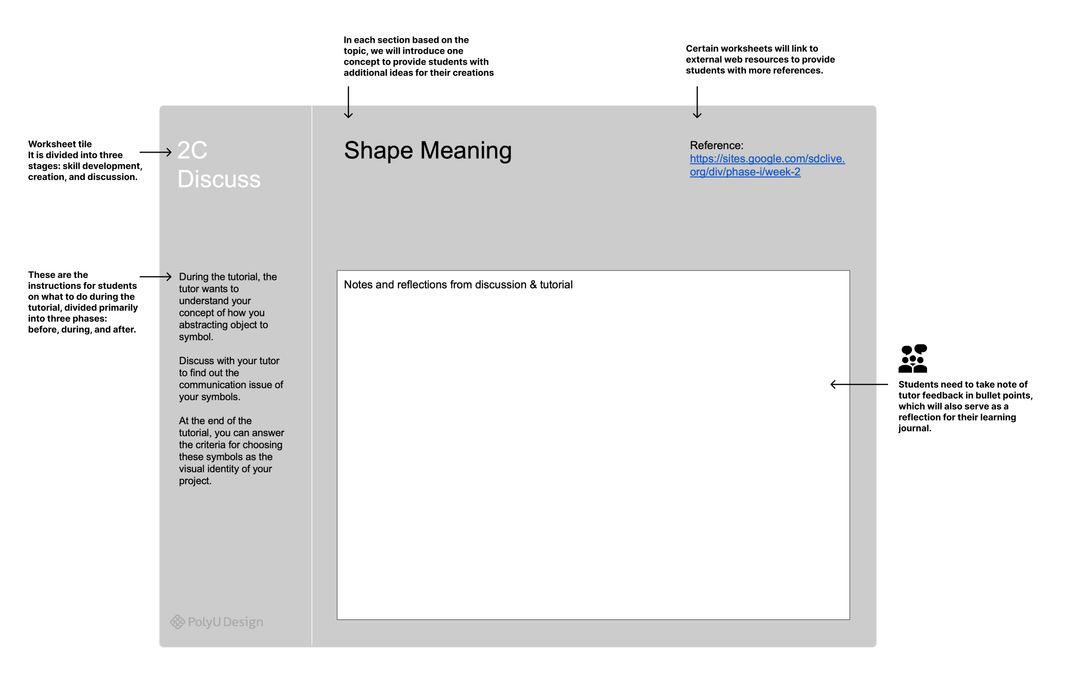 In each section based on the
topic, we will introduce one
concept to provide students with
additional ideas for their creations
Certain worksheets will link to
external web resources to provide
students with more references.
Worksheet tile
It is divided into three
stages: skill development,
creation, and discussion.
2C
Discuss
Shape Meaning
Reference:
https://sites.google.com/sdclive.
org/div/phase-i/week-2
These are the
instructions for students
on what to do during the
tutorial, divided primarily
into three phases:
before, during, and after.
During the tutorial, the
tutor wants to
understand your
concept of how you
abstracting object to
symbol.
Discuss with your tutor
to find out the
communication issue of
your symbols.
At the end of the
tutorial, you can answer
the criteria for choosing
these symbols as the
visual identity of your
project.
Notes and reflections from discussion & tutorial
Students need to take note of
tutor feedback in bullet points,
which will also serve as a
reflection for their learning
journal.
PolyU Design